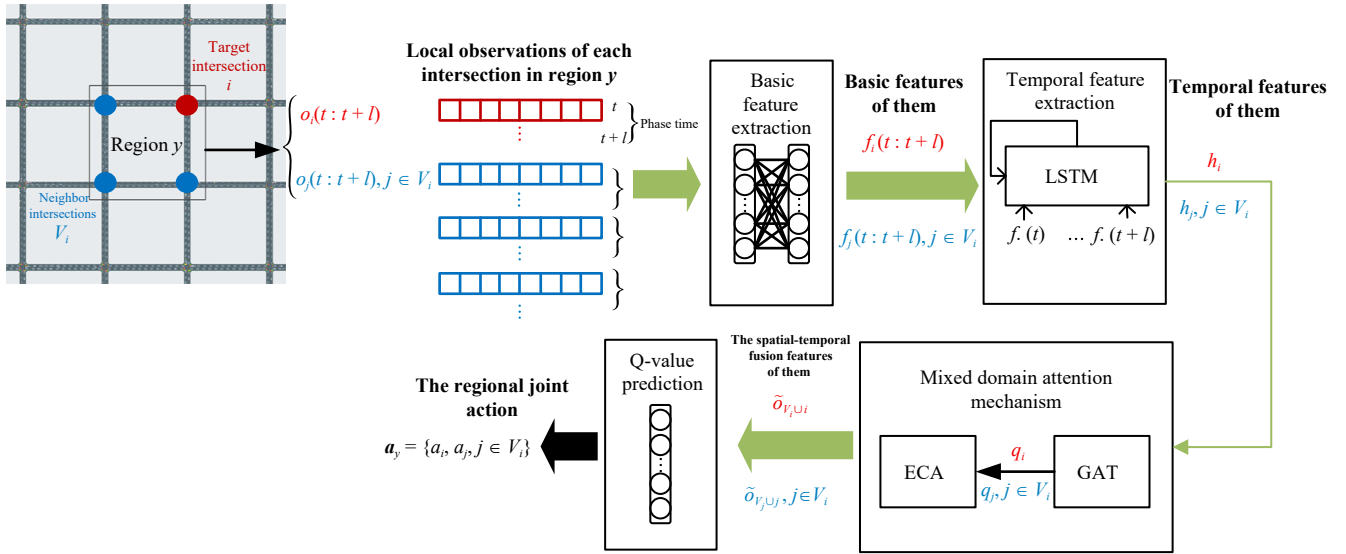 Target
intersection
i
Region y
Neighbor
intersections
V_i
o_i(t : t + l)
o_j(t : t + l), j ∈ V_i
Local observations of each
intersection in region y
t
t + l
Phase time
⋮
⋮
⋮
⋮
Basic
feature
extraction
Basic features
of them
f_i(t : t + l)
f_j(t : t + l), j ∈ V_i
Temporal feature
extraction
LSTM
f.(t) ... f.(t + l)
Temporal features
of them
h_i
h_j, j ∈ V_i
Mixed domain attention
mechanism
GAT
q_i
q_j, j ∈ V_i
ECA
The spatial-temporal
fusion features
of them
õ_{V_i∪i}
õ_{V_j∪j}, j∈V_i
Q-value
prediction
The regional joint
action
a_y = {a_i, a_j, j ∈ V_i}